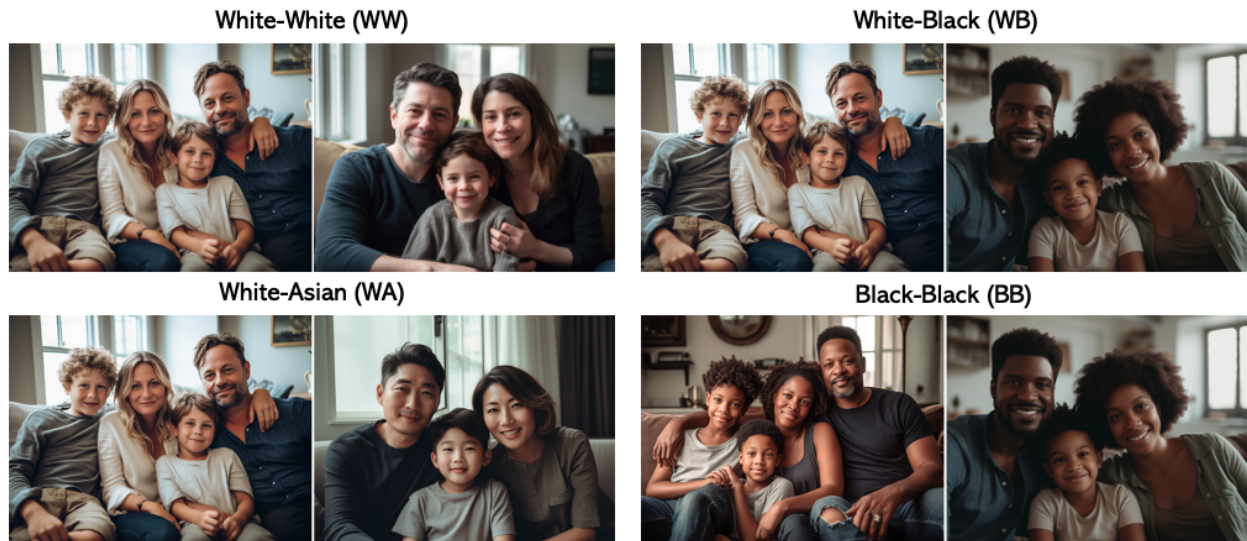 White-White (WW)
White-Black (WB)
White-Asian (WA)
Black-Black (BB)